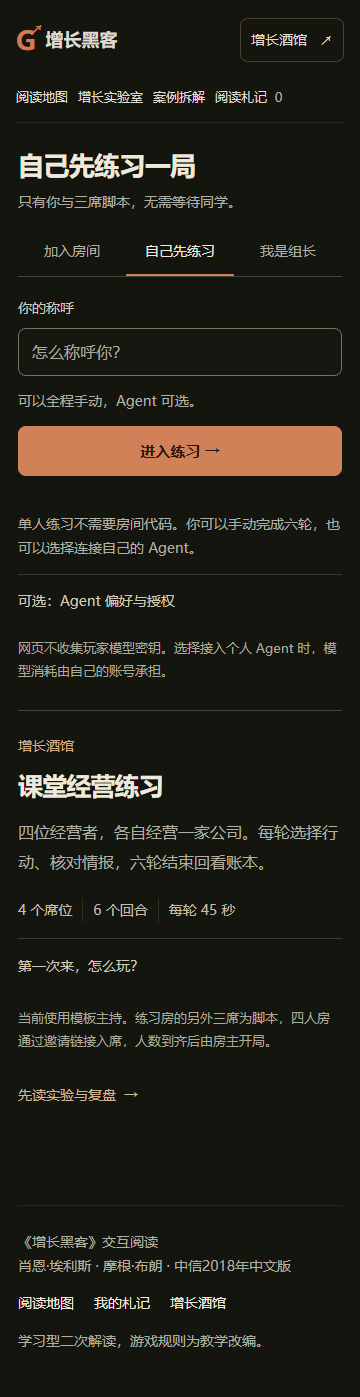 G 增长黑客
增长酒馆 ↗
阅读地图 增长实验室 案例拆解 阅读札记 0
自己先练习一局
只有你与三席脚本，无需等待同学。
加入房间 自己先练习 我是组长
你的称呼
怎么称呼你？
可以全程手动，Agent 可选。
进入练习 →
单人练习不需要房间代码。你可以手动完成六轮，也
可以选择连接自己的 Agent。
可选：Agent 偏好与授权
网页不收集玩家模型密钥。选择接入个人 Agent 时，模
型消耗由自己的账号承担。
增长酒馆
课堂经营练习
四位经营者，各自经营一家公司。每轮选择行
动、核对情报，六轮结束回看账本。
4 个席位 6 个回合 每轮 45 秒
第一次来，怎么玩？
当前使用模板主持。练习房的另外三席为脚本，四人房
通过邀请链接入席，人数到齐后由房主开局。
先读实验与复盘 →
《增长黑客》交互阅读
肖恩·埃利斯 · 摩根·布朗 · 中信2018年中文版
阅读地图 我的札记 增长酒馆
学习型二次解读，游戏规则为教学改编。